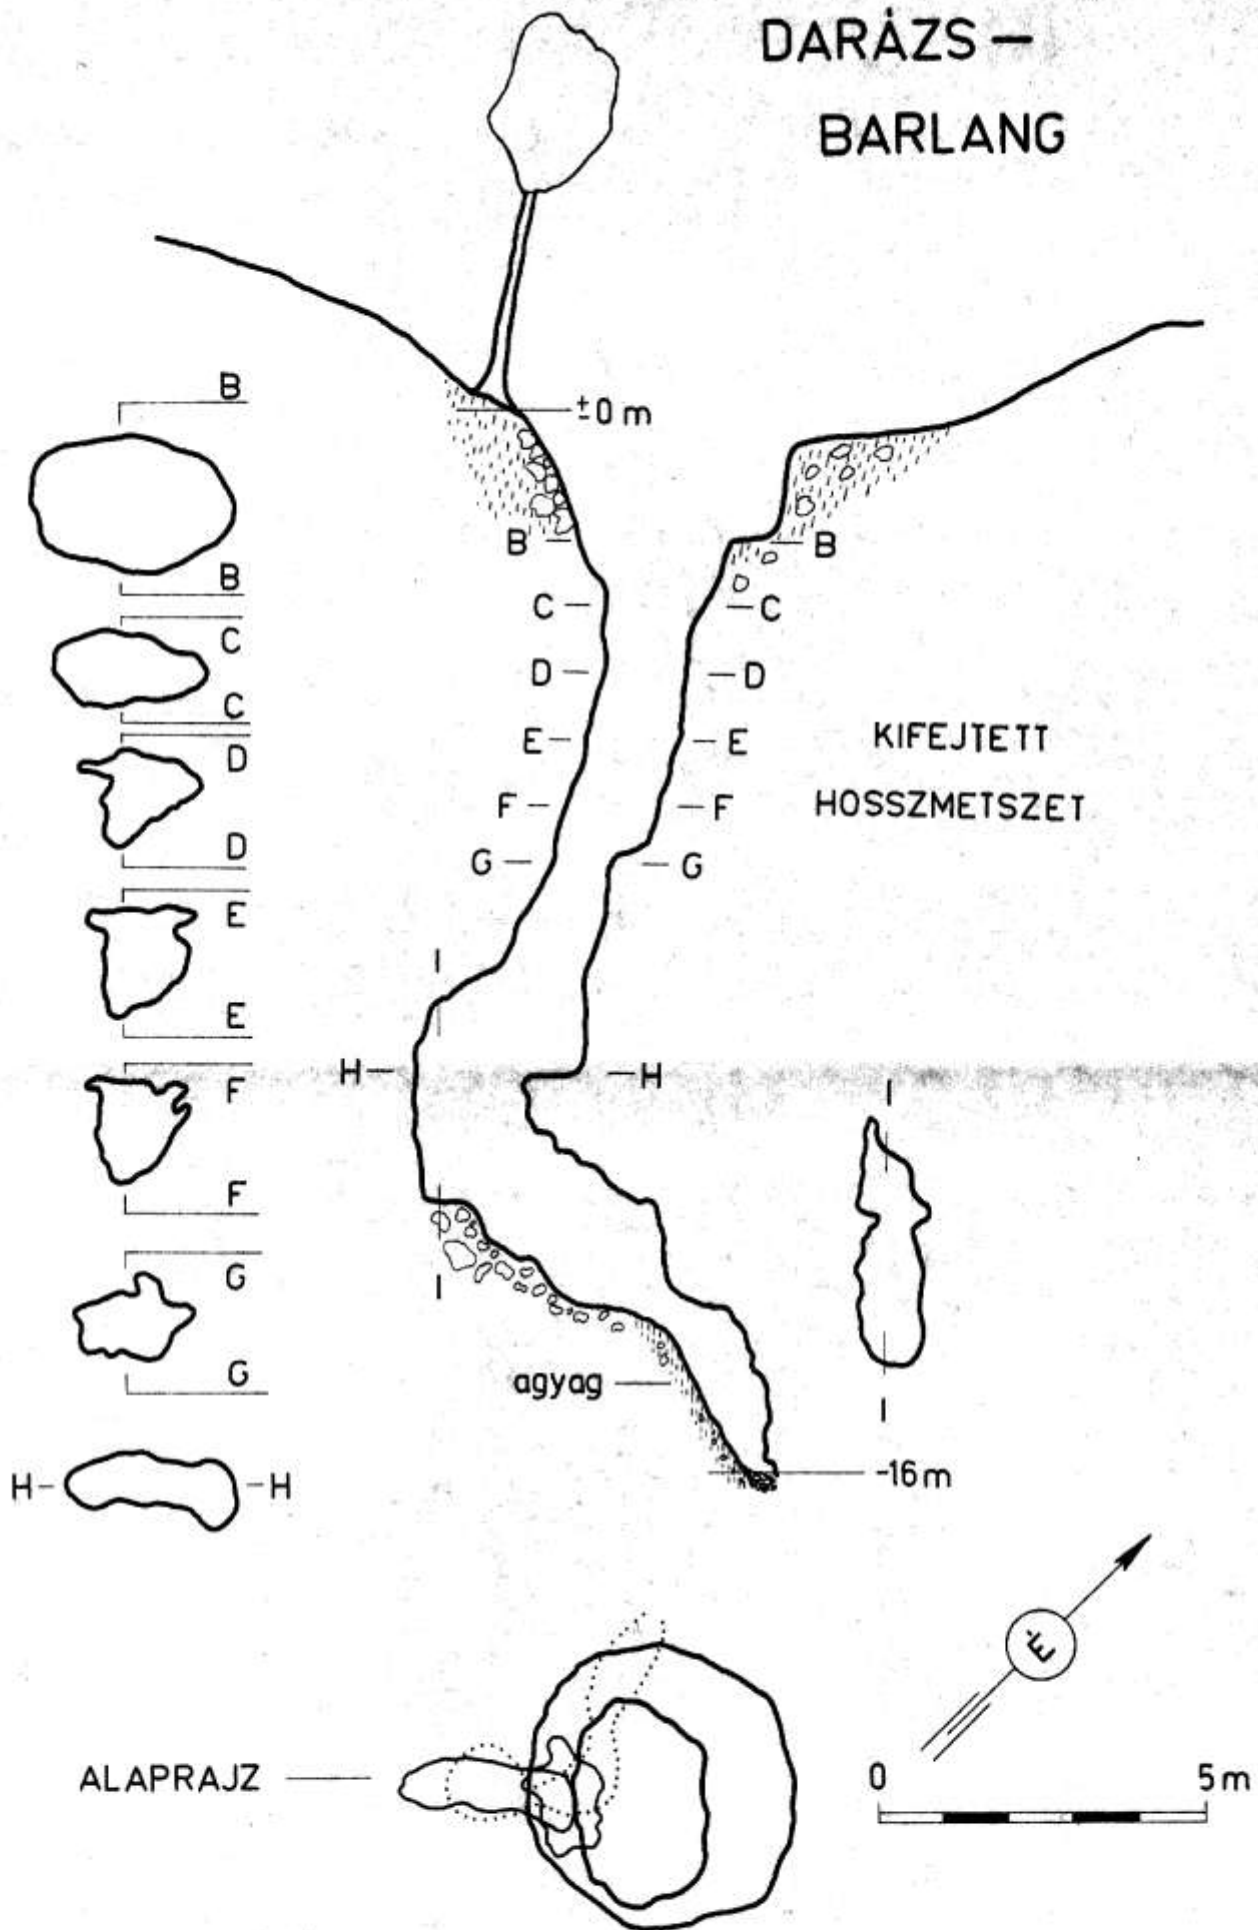 DARÁZS –
BARLANG
±0 m
B
B
B – – B
C – – C
C
C
D – – D
D
D
E – – E
E
E
KIFEJTETT
HOSSZMETSZET
F – – F
G – – G
F
F
I
H – – H
I
G
G
I
agyag
I
-16 m
H – – H
É
ALAPRAJZ
0 5 m